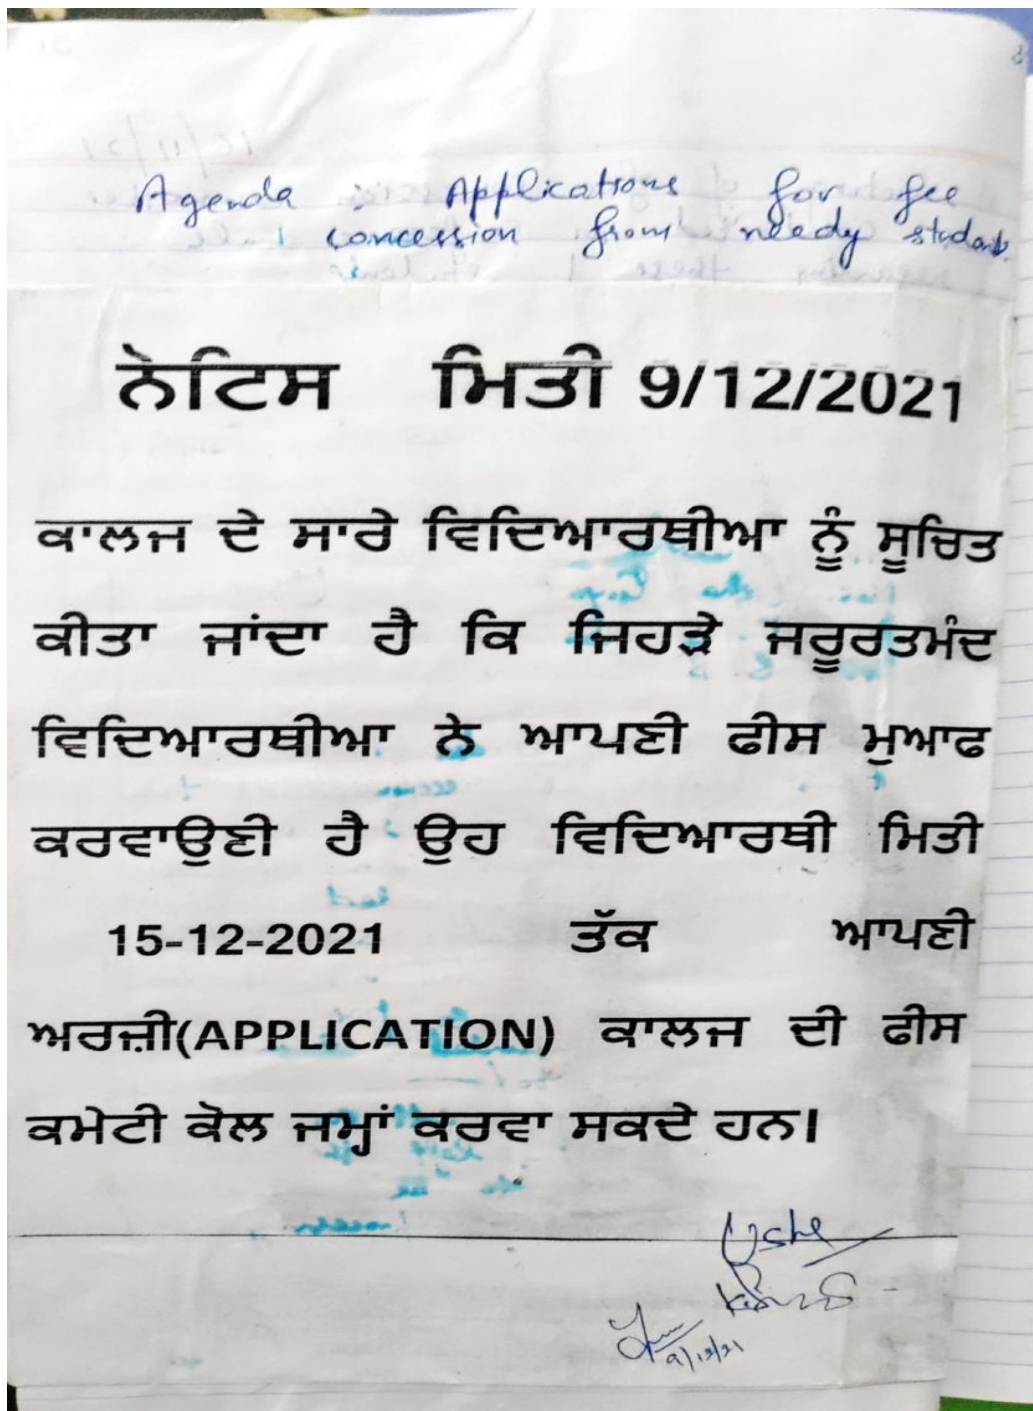 Agenda : Applications for fee
concession from needy students.
ਨੋਟਿਸ ਮਿਤੀ 9/12/2021
ਕਾਲਜ ਦੇ ਸਾਰੇ ਵਿਦਿਆਰਥੀਆ ਨੂੰ ਸੂਚਿਤ
ਕੀਤਾ ਜਾਂਦਾ ਹੈ ਕਿ ਜਿਹੜੇ ਜਰੂਰਤਮੰਦ
ਵਿਦਿਆਰਥੀਆ ਨੇ ਆਪਣੀ ਫੀਸ ਮੁਆਫ
ਕਰਵਾਉਣੀ ਹੈ ਉਹ ਵਿਦਿਆਰਥੀ ਮਿਤੀ
15-12-2021 ਤੱਕ ਆਪਣੀ
ਅਰਜ਼ੀ(APPLICATION) ਕਾਲਜ ਦੀ ਫੀਸ
ਕਮੇਟੀ ਕੋਲ ਜਮ੍ਹਾਂ ਕਰਵਾ ਸਕਦੇ ਹਨ।
Usha
9/12/21